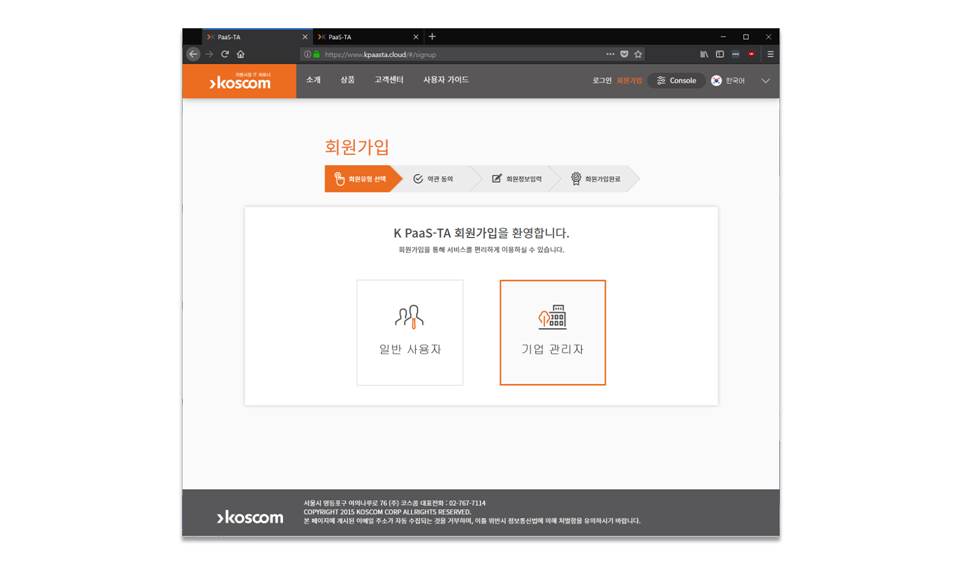 PaaS-TA
PaaS-TA
https://www.kpaasta.cloud/#/signup
자본시장 IT 파트너
koscom
소개 상품 고객센터 사용자 가이드
로그인 회원가입 Console 한국어
회원가입
회원유형 선택 약관 동의 회원정보입력 회원가입완료
K PaaS-TA 회원가입을 환영합니다.
회원가입을 통해 서비스를 편리하게 이용하실 수 있습니다.
일반 사용자 기업 관리자
koscom
서울시 영등포구 여의나루로 76 (주) 코스콤 대표전화 : 02-767-7114
COPYRIGHT 2015 KOSCOM CORP ALLRIGHTS RESERVED.
본 페이지에 게시된 이메일 주소가 자동 수집되는 것을 거부하며, 이를 위반시 정보통신법에 의해 처벌함을 유의하시기 바랍니다.